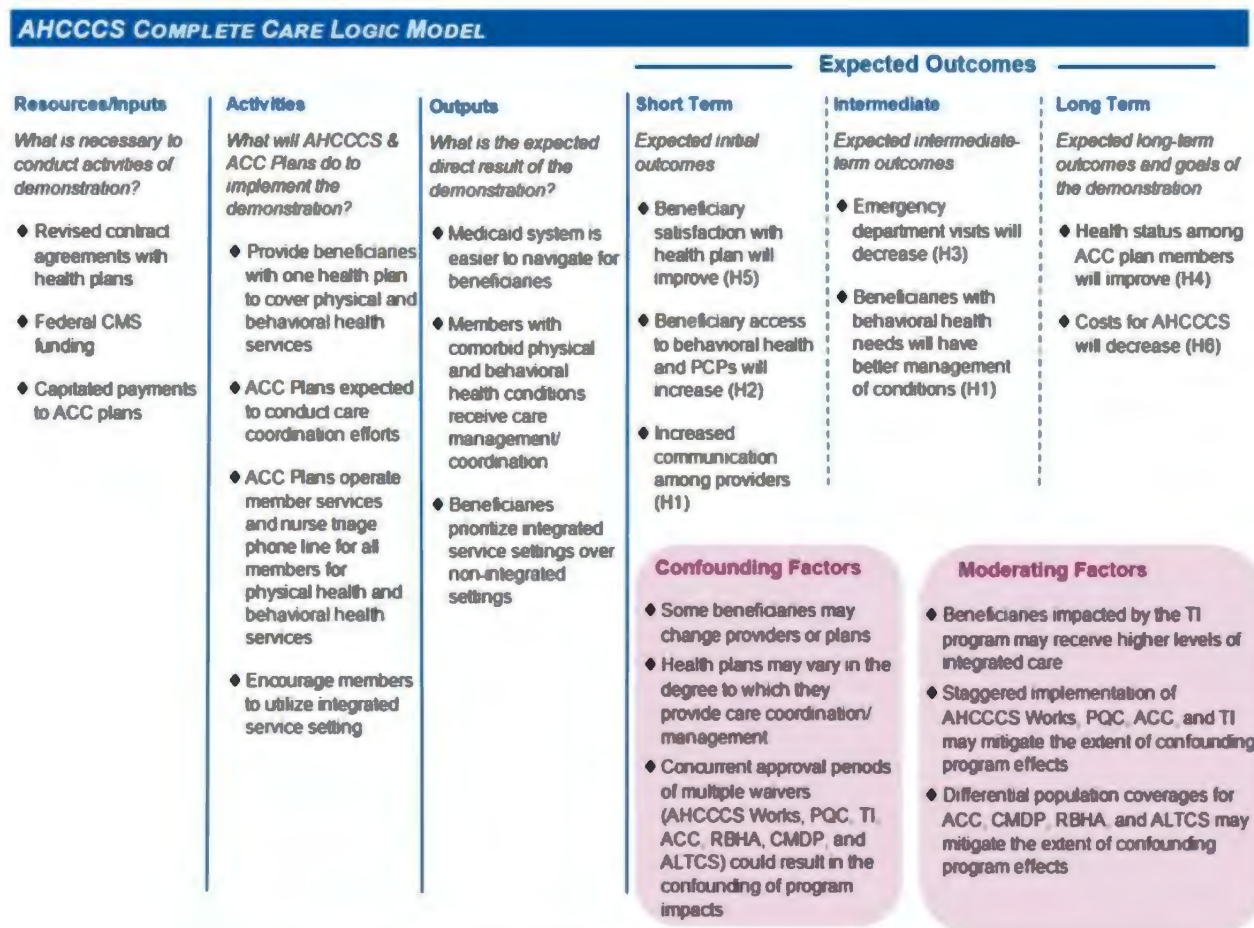 AHCCCS COMPLETE CARE LOGIC MODEL
Expected Outcomes
Resources/Inputs
What is necessary to
conduct activities of
demonstration?
♦ Revised contract
agreements with
health plans
♦ Federal CMS
funding
♦ Capitated payments
to ACC plans
Activities
What will AHCCCS &
ACC Plans do to
implement the
demonstration?
♦ Provide beneficiaries
with one health plan
to cover physical and
behavioral health
services
♦ ACC Plans expected
to conduct care
coordination efforts
♦ ACC Plans operate
member services
and nurse triage
phone line for all
members for
physical health and
behavioral health
services
♦ Encourage members
to utilize integrated
service setting
Outputs
What is the expected
direct result of the
demonstration?
♦ Medicaid system is
easier to navigate for
beneficiaries
♦ Members with
comorbid physical
and behavioral
health conditions
receive care
management/
coordination
♦ Beneficiaries
prioritize integrated
service settings over
non-integrated
settings
Short Term
Expected initial
outcomes
♦ Beneficiary
satisfaction with
health plan will
improve (H5)
♦ Beneficiary access
to behavioral health
and PCPs will
increase (H2)
♦ Increased
communication
among providers
(H1)
Intermediate
Expected intermediate-
term outcomes
♦ Emergency
department visits will
decrease (H3)
♦ Beneficiaries with
behavioral health
needs will have
better management
of conditions (H1)
Long Term
Expected long-term
outcomes and goals of
the demonstration
♦ Health status among
ACC plan members
will improve (H4)
♦ Costs for AHCCCS
will decrease (H6)
Confounding Factors
♦ Some beneficiaries may
change providers or plans
♦ Health plans may vary in the
degree to which they
provide care coordination/
management
♦ Concurrent approval periods
of multiple waivers
(AHCCCS Works, PQC, TI,
ACC, RBHA, CMDP, and
ALTCS) could result in the
confounding of program
impacts
Moderating Factors
♦ Beneficiaries impacted by the TI
program may receive higher levels of
integrated care
♦ Staggered implementation of
AHCCCS Works, PQC, ACC, and TI
may mitigate the extent of confounding
program effects
♦ Differential population coverages for
ACC, CMDP, RBHA, and ALTCS may
mitigate the extent of confounding
program effects